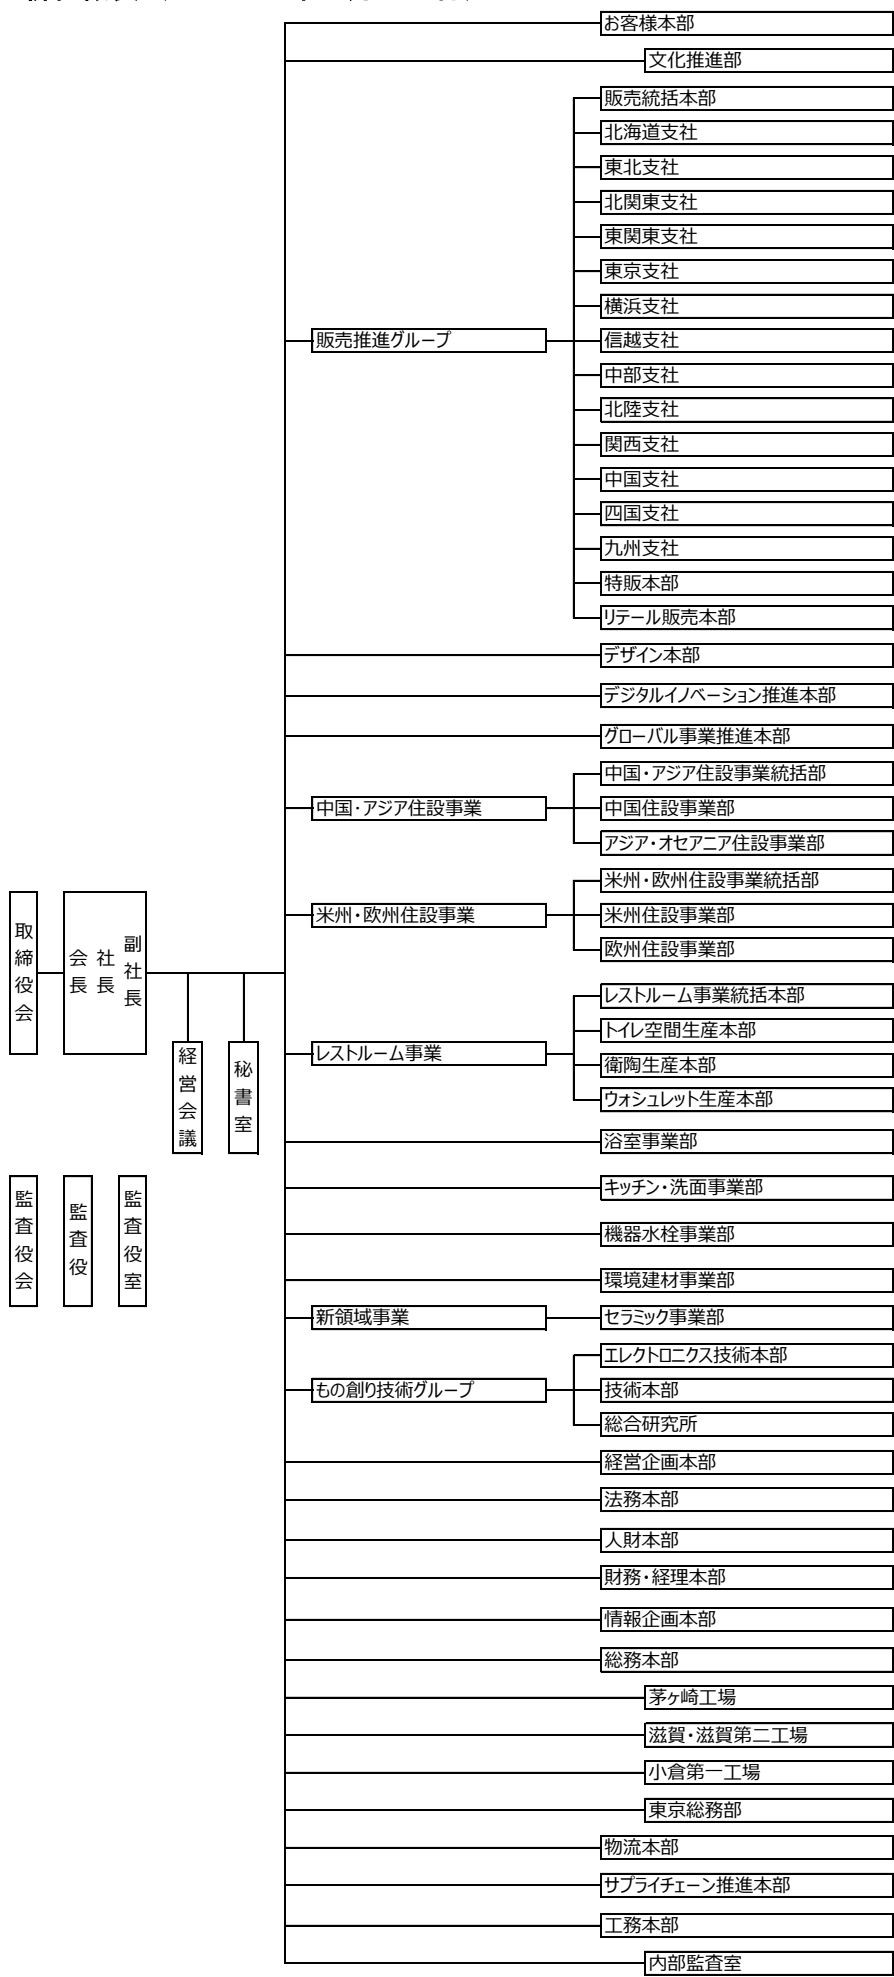 お客様本部
文化推進部
販売統括本部
北海道支社
東北支社
北関東支社
東関東支社
東京支社
横浜支社
販売推進グループ
信越支社
中部支社
北陸支社
関西支社
中国支社
四国支社
九州支社
特販本部
リテール販売本部
デザイン本部
デジタルイノベーション推進本部
グローバル事業推進本部
中国・アジア住設事業統括部
中国・アジア住設事業
中国住設事業部
アジア・オセアニア住設事業部
米州・欧州住設事業統括部
米州・欧州住設事業
米州住設事業部
欧州住設事業部
取締役会
会長
社長
副社長
経営会議
秘書室
レストルーム事業統括本部
トイレ空間生産本部
レストルーム事業
衛陶生産本部
ウォシュレット生産本部
浴室事業部
監査役会
監査役
監査役室
キッチン・洗面事業部
機器水栓事業部
環境建材事業部
新領域事業
セラミック事業部
エレクトロニクス技術本部
もの創り技術グループ
技術本部
総合研究所
経営企画本部
法務本部
人財本部
財務・経理本部
情報企画本部
総務本部
茅ヶ崎工場
滋賀・滋賀第二工場
小倉第一工場
東京総務部
物流本部
サプライチェーン推進本部
工務本部
内部監査室